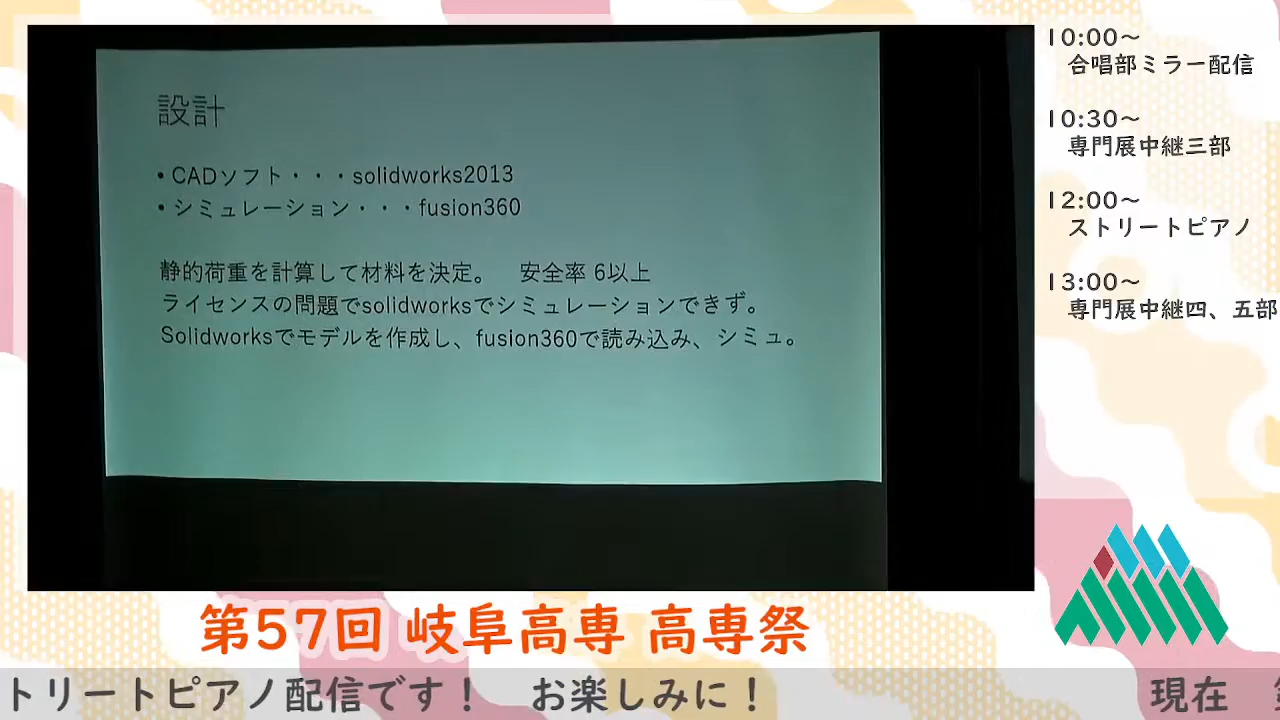 設計
• CADソフト・・・solidworks2013
• シミュレーション・・・fusion360
静的荷重を計算して材料を決定。　安全率 6以上
ライセンスの問題でsolidworksでシミュレーションできず。
Solidworksでモデルを作成し、fusion360で読み込み、シミュ。
10:00～
合唱部ミラー配信
10:30～
専門展中継三部
12:00～
ストリートピアノ
13:00～
専門展中継四、五部
第57回 岐阜高専 高専祭
トリートピアノ配信です！　お楽しみに！　現在